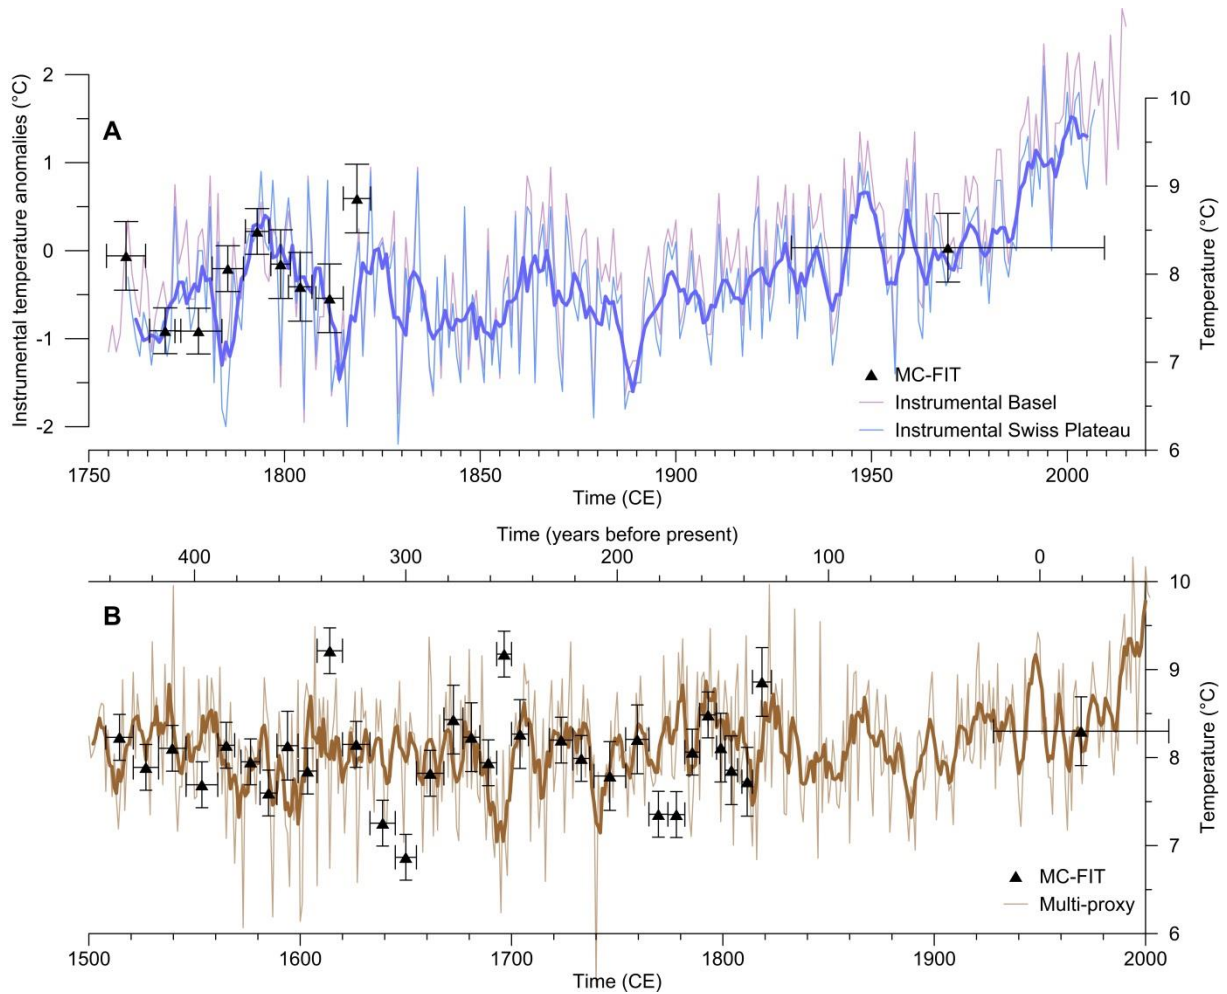 A
Instrumental temperature anomalies (°C)
2
1
0
-1
-2
10
9
8
7
6
Temperature (°C)
MC-FIT
Instrumental Basel
Instrumental Swiss Plateau
1750 1800 1850 1900 1950 2000
Time (CE)
Time (years before present)
400 300 200 100 0
B
10
9
8
7
6
Temperature (°C)
MC-FIT
Multi-proxy
1500 1600 1700 1800 1900 2000
Time (CE)